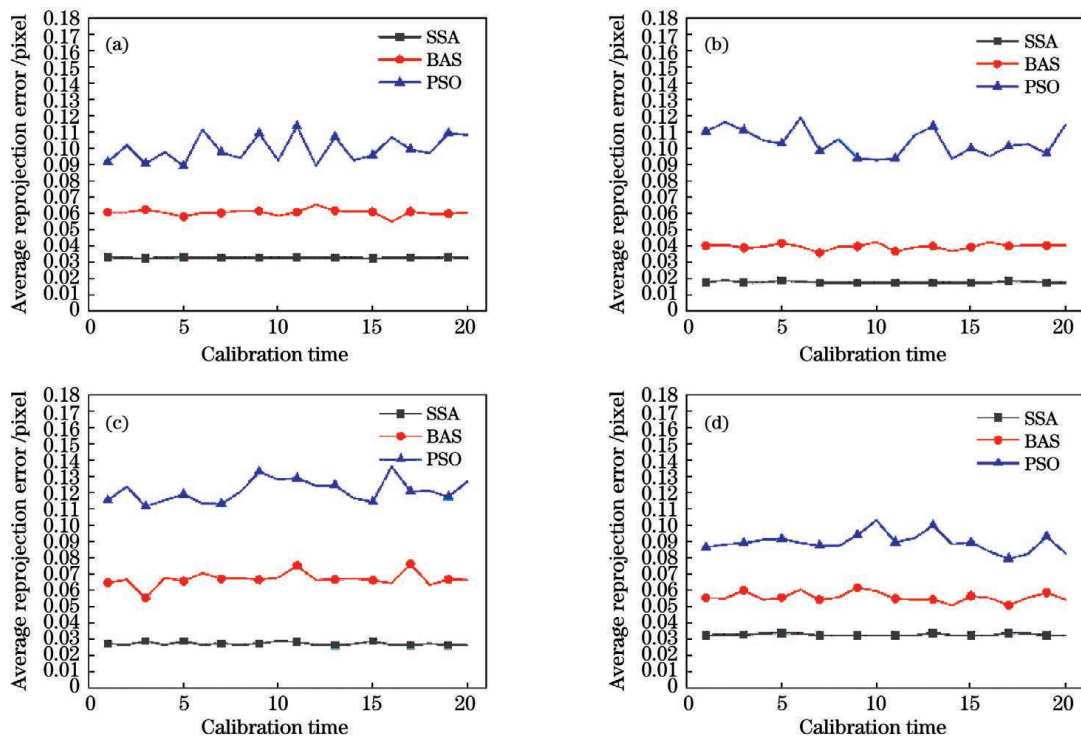 Average reprojection error /pixel
0.18
0.17
0.16
0.15
0.14
0.13
0.12
0.11
0.10
0.09
0.08
0.07
0.06
0.05
0.04
0.03
0.02
0.01
0
(a)
SSA
BAS
PSO
0 5 10 15 20
Calibration time
Average reprojection error /pixel
0.18
0.17
0.16
0.15
0.14
0.13
0.12
0.11
0.10
0.09
0.08
0.07
0.06
0.05
0.04
0.03
0.02
0.01
0
(b)
SSA
BAS
PSO
0 5 10 15 20
Calibration time
Average reprojection error /pixel
0.18
0.17
0.16
0.15
0.14
0.13
0.12
0.11
0.10
0.09
0.08
0.07
0.06
0.05
0.04
0.03
0.02
0.01
0
(c)
SSA
BAS
PSO
0 5 10 15 20
Calibration time
Average reprojection error /pixel
0.18
0.17
0.16
0.15
0.14
0.13
0.12
0.11
0.10
0.09
0.08
0.07
0.06
0.05
0.04
0.03
0.02
0.01
0
(d)
SSA
BAS
PSO
0 5 10 15 20
Calibration time